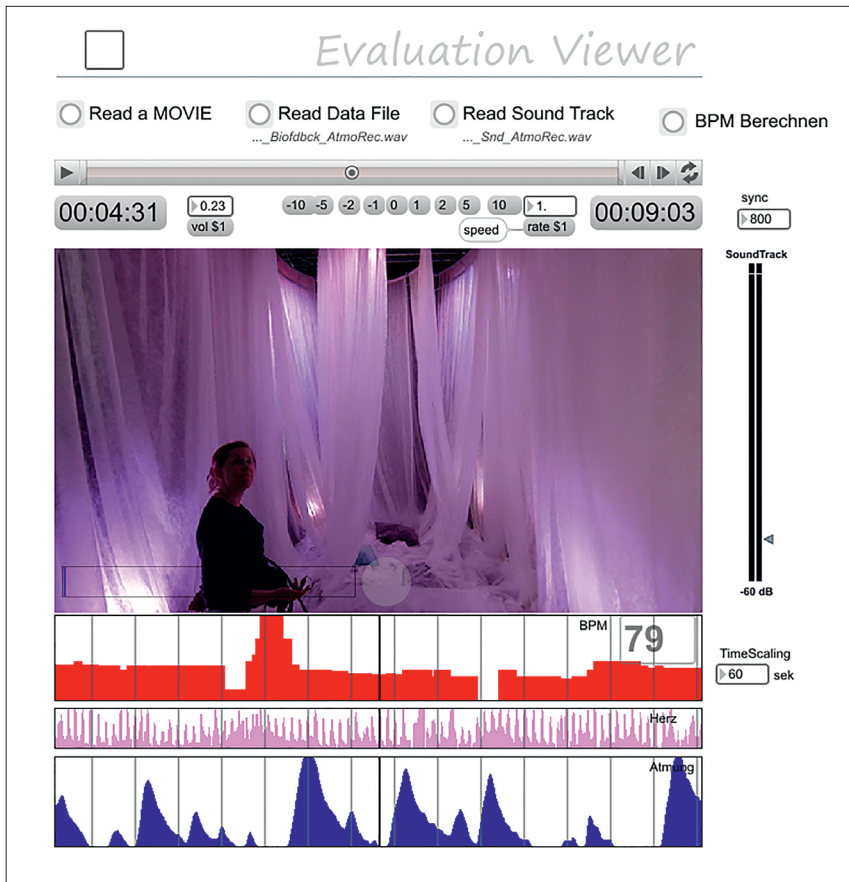 Evaluation Viewer
Read a MOVIE
Read Data File
Read Sound Track
BPM Berechnen
..._Biofdbck_AtmoRec.wav
..._Snd_AtmoRec.wav
00:04:31
0.23
vol $1
-10 -5 -2 -1 0 1 2 5 10
1.
speed
rate $1
00:09:03
sync
800
SoundTrack
-60 dB
BPM 79
TimeScaling
60 sek
Herz
Atmung